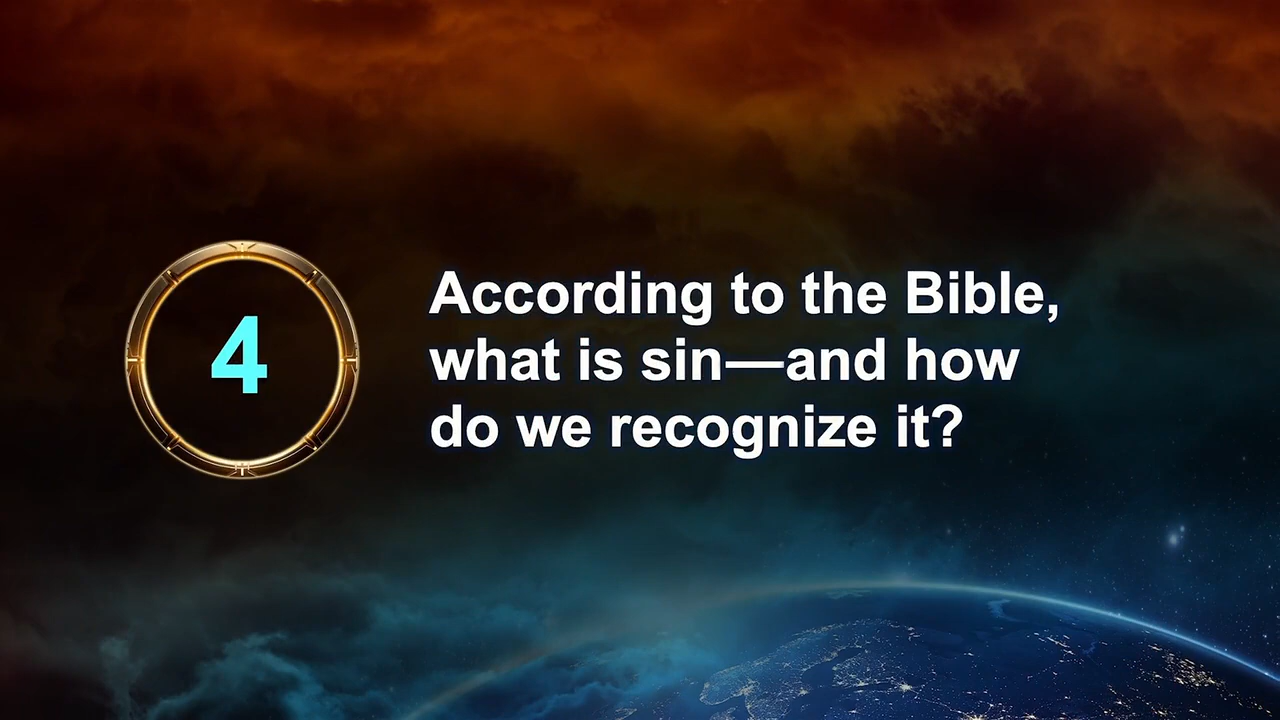 4
According to the Bible,
what is sin—and how
do we recognize it?